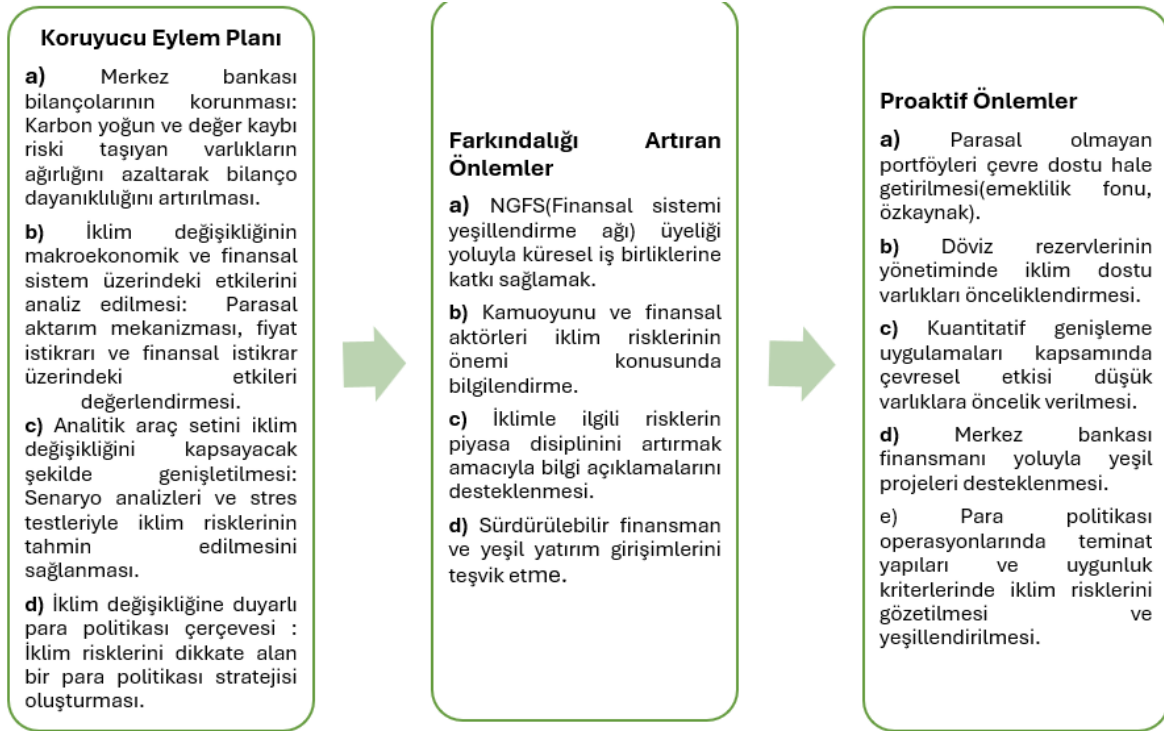 Koruyucu Eylem Planı
a) Merkez bankası
bilançolarının korunması:
Karbon yoğun ve değer kaybı
riski taşıyan varlıkların
ağırlığını azaltarak bilanço
dayanıklılığını artırılması.
b) İklim değişikliğinin
makroekonomik ve finansal
sistem üzerindeki etkilerini
analiz edilmesi: Parasal
aktarım mekanizması, fiyat
istikrarı ve finansal istikrar
üzerindeki etkileri
değerlendirmesi.
c) Analitik araç setini iklim
değişikliğini kapsayacak
şekilde genişletilmesi:
Senaryo analizleri ve stres
testleriyle iklim risklerinin
tahmin edilmesini
sağlanması.
d) İklim değişikliğine duyarlı
para politikası çerçevesi :
İklim risklerini dikkate alan
bir para politikası stratejisi
oluşturması.
Farkındalığı Artıran
Önlemler
a) NGFS(Finansal sistemi
yeşillendirme ağı) üyeliği
yoluyla küresel iş birliklerine
katkı sağlamak.
b) Kamuoyunu ve finansal
aktörleri iklim risklerinin
önemi konusunda
bilgilendirme.
c) İklimle ilgili risklerin
piyasa disiplinini artırmak
amacıyla bilgi açıklamalarını
desteklenmesi.
d) Sürdürülebilir finansman
ve yeşil yatırım girişimlerini
teşvik etme.
Proaktif Önlemler
a) Parasal olmayan
portföyleri çevre dostu hale
getirilmesi(emeklilik fonu,
özkaynak).
b) Döviz rezervlerinin
yönetiminde iklim dostu
varlıkları önceliklendirmesi.
c) Kuantitatif genişleme
uygulamaları kapsamında
çevresel etkisi düşük
varlıklara öncelik verilmesi.
d) Merkez bankası
finansmanı yoluyla yeşil
projeleri desteklenmesi.
e) Para politikası
operasyonlarında teminat
yapıları ve uygunluk
kriterlerinde iklim risklerini
gözetilmesi ve
yeşillendirilmesi.